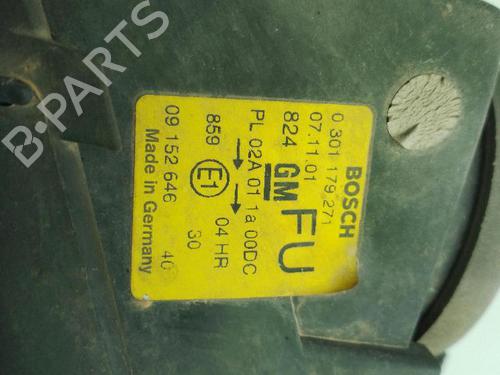 B-PARTS
BOSCH
0 301 179 271
07.11.01
824 GM FU
PL 02A 01 1a 00DC
859 E1 04 HR
30
09 152 646 40
Made in Germany